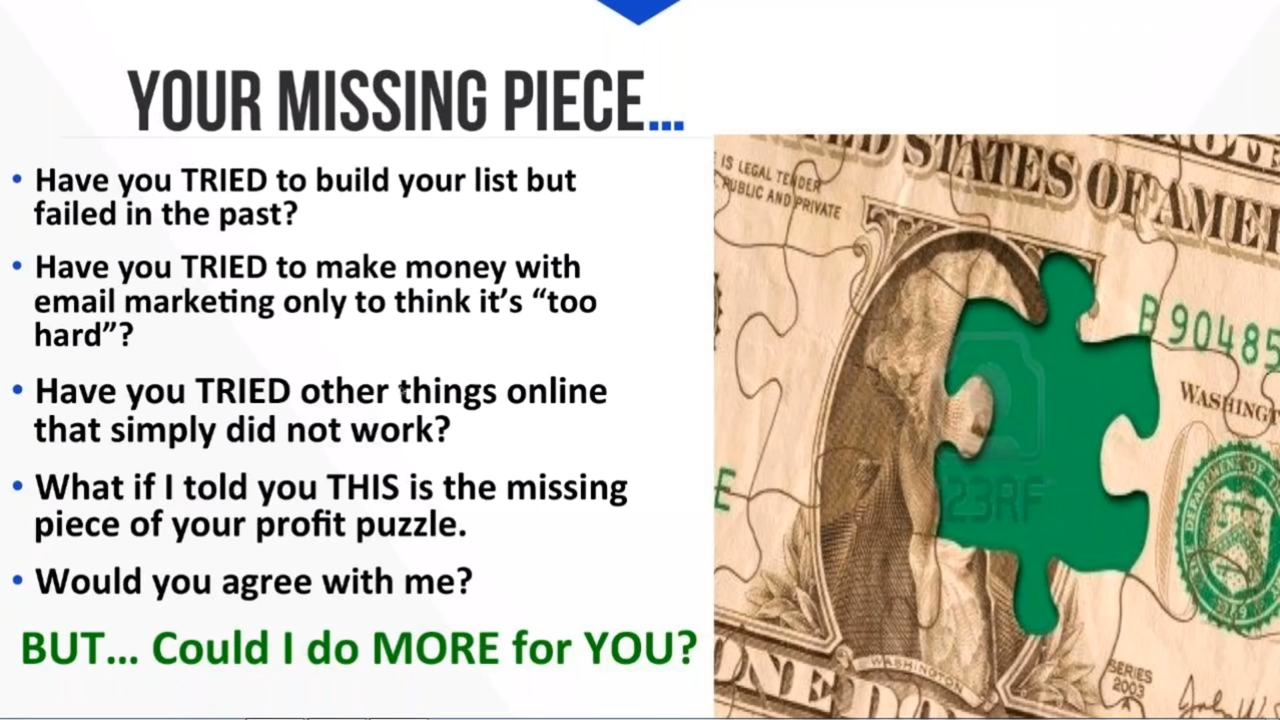 YOUR MISSING PIECE...
• Have you TRIED to build your list but
failed in the past?
• Have you TRIED to make money with
email marketing only to think it’s “too
hard”?
• Have you TRIED other things online
that simply did not work?
• What if I told you THIS is the missing
piece of your profit puzzle.
• Would you agree with me?
BUT... Could I do MORE for YOU?
STATES OF
IS LEGAL TENDER
PUBLIC AND PRIVATE
B 90485
23RF
WASHINGTON
SERIES
2003
ONE